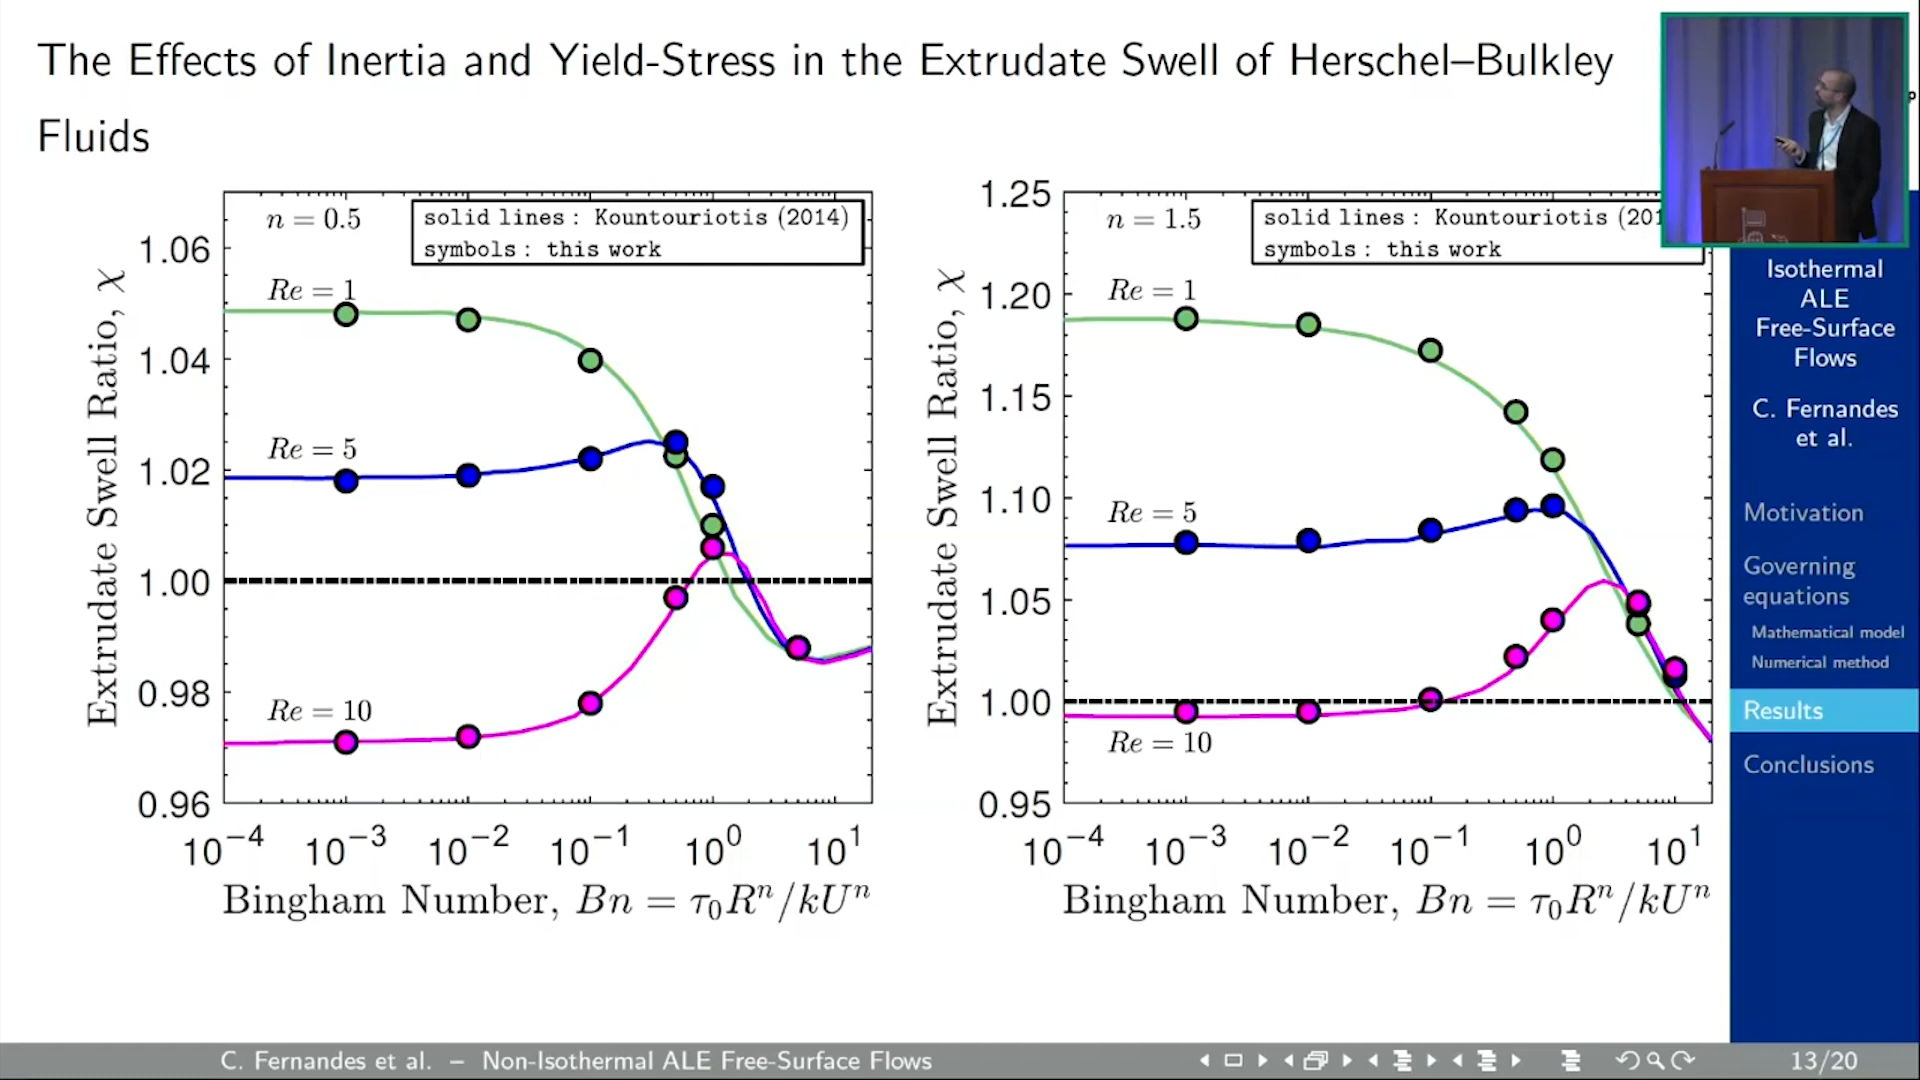 The Effects of Inertia and Yield-Stress in the Extrudate Swell of Herschel–Bulkley
Fluids
n = 0.5
solid lines: Kountouriotis (2014)
symbols: this work
Re = 1
Re = 5
Re = 10
1.06
1.04
1.02
1.00
0.98
0.96
Extrudate Swell Ratio, χ
10⁻⁴ 10⁻³ 10⁻² 10⁻¹ 10⁰ 10¹
Bingham Number, Bn = τ₀Rⁿ/kUⁿ
n = 1.5
solid lines: Kountouriotis (201
symbols: this work
Re = 1
Re = 5
Re = 10
1.25
1.20
1.15
1.10
1.05
1.00
0.95
Extrudate Swell Ratio, χ
10⁻⁴ 10⁻³ 10⁻² 10⁻¹ 10⁰ 10¹
Bingham Number, Bn = τ₀Rⁿ/kUⁿ
Isothermal
ALE
Free-Surface
Flows
C. Fernandes
et al.
Motivation
Governing
equations
Mathematical model
Numerical method
Results
Conclusions
C. Fernandes et al. – Non-Isothermal ALE Free-Surface Flows
13/20